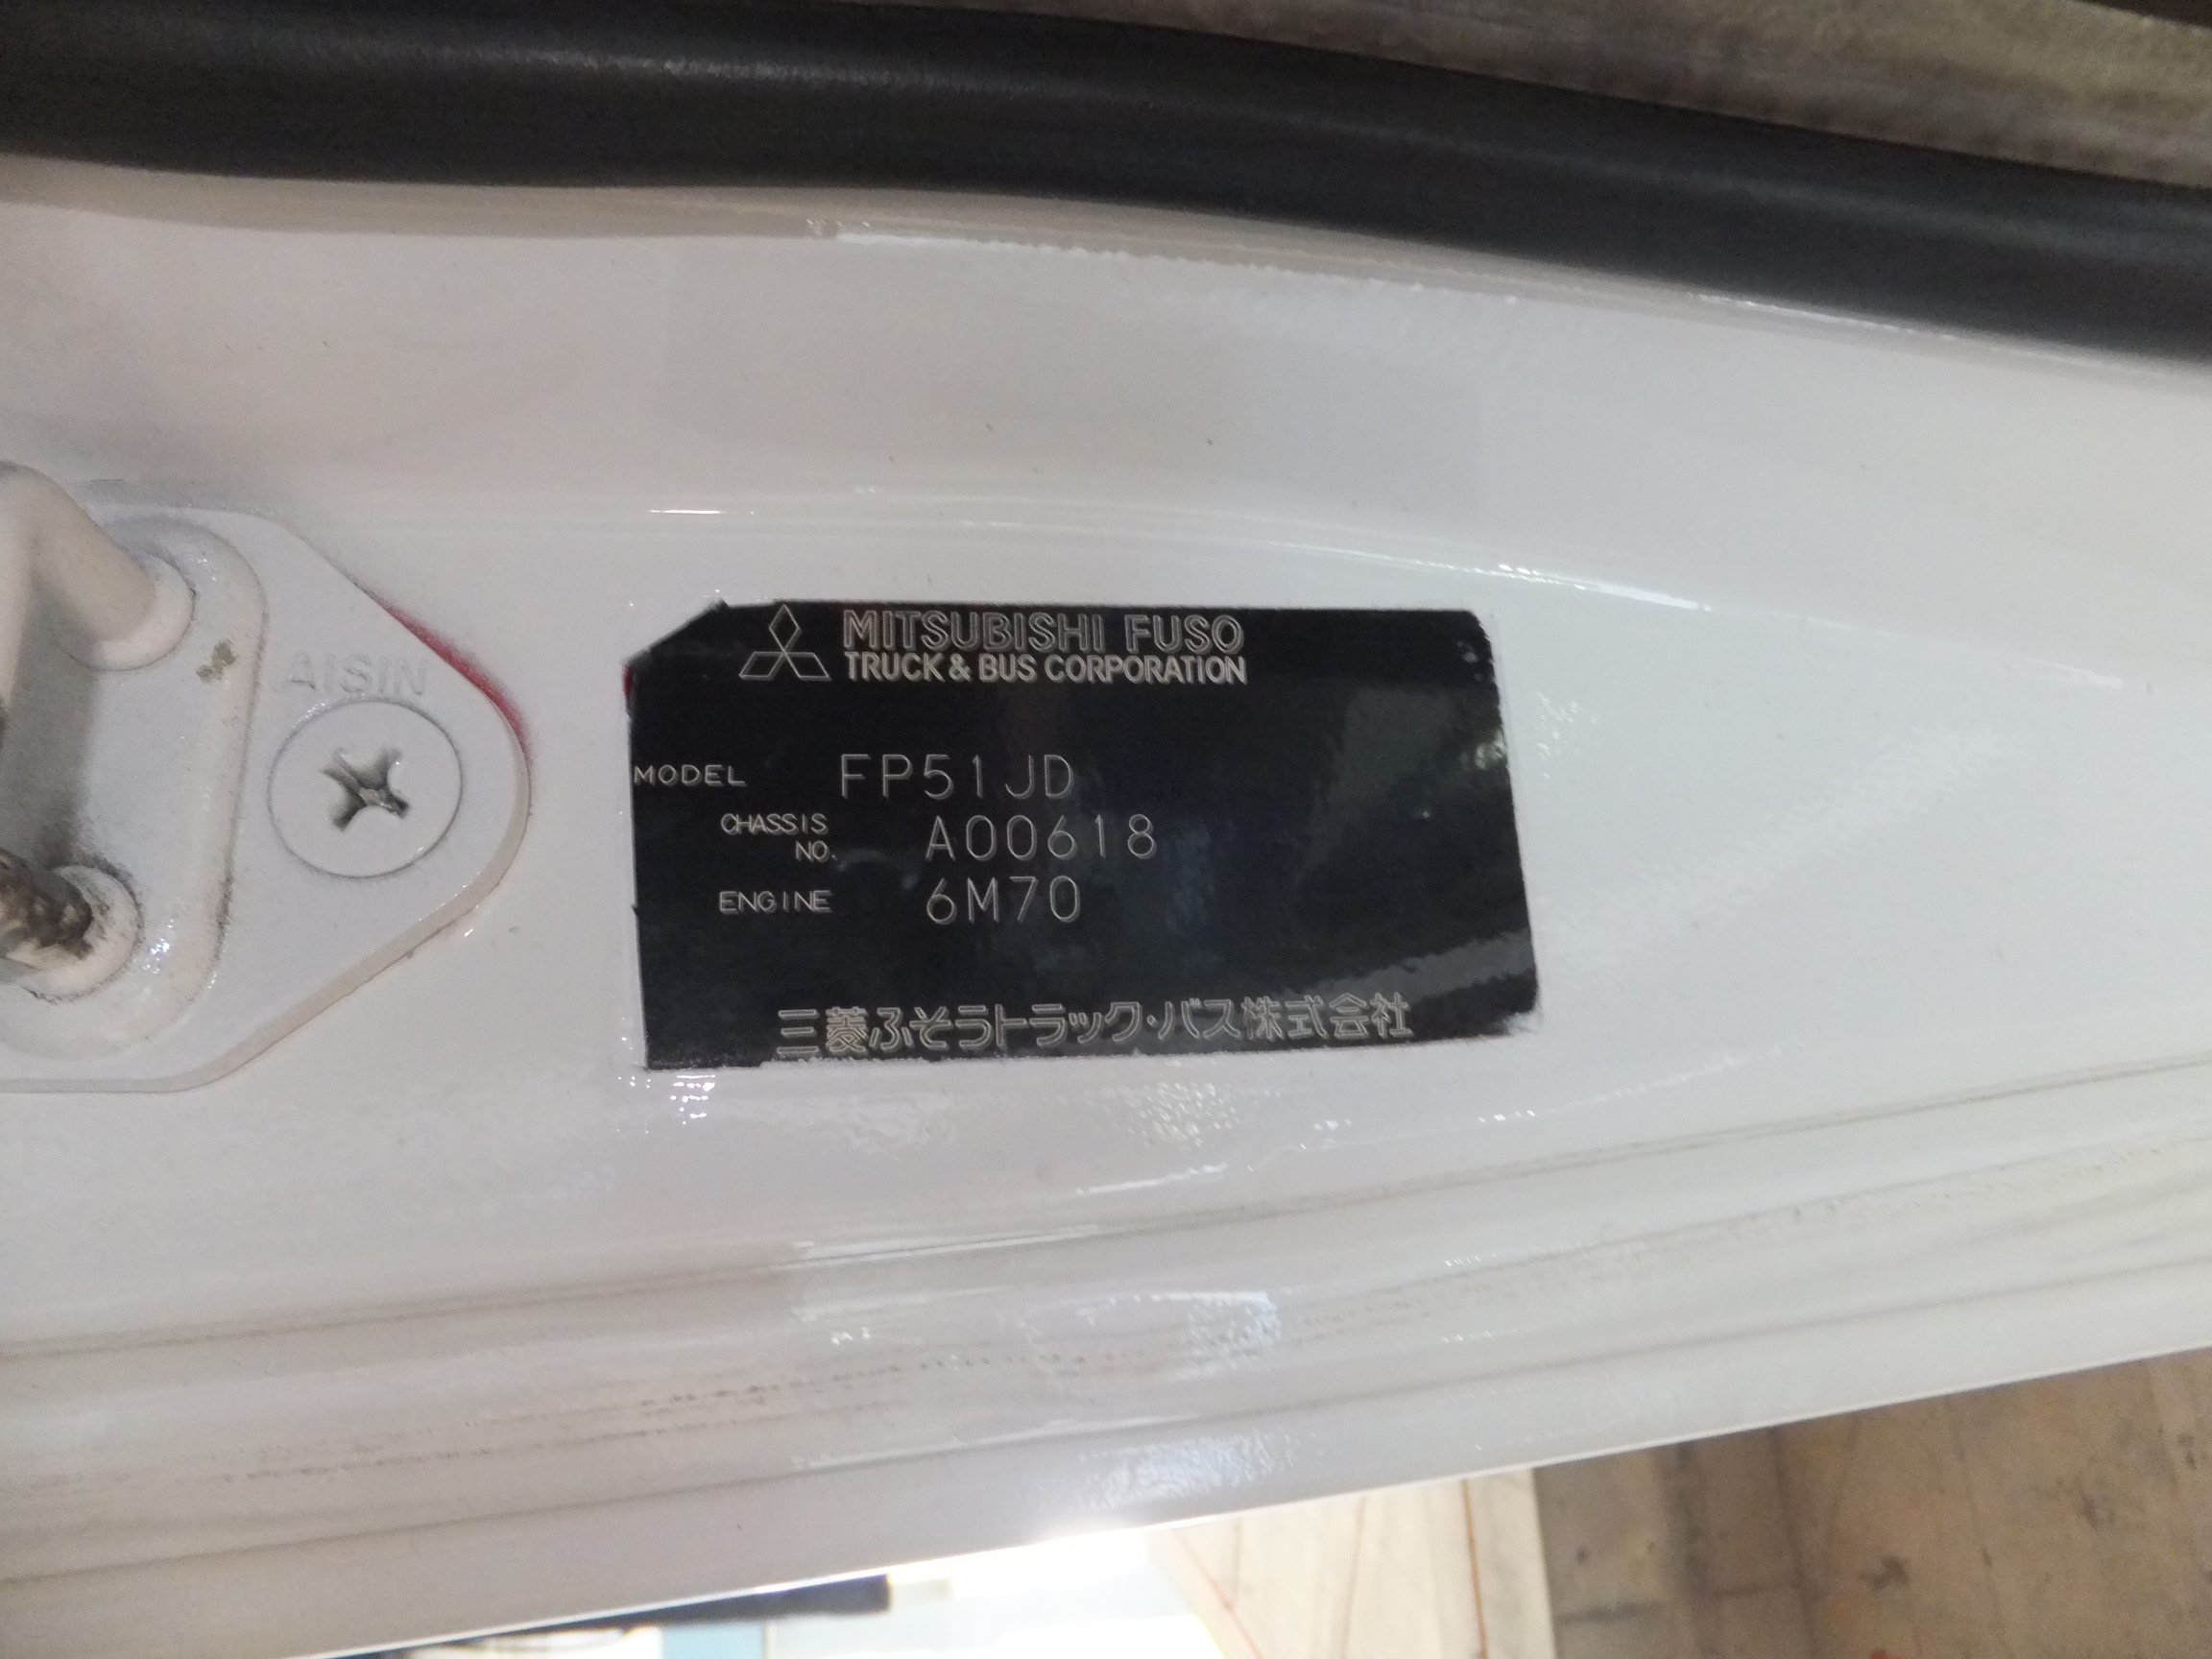 AISIN
MITSUBISHI FUSO
TRUCK & BUS CORPORATION
MODEL FP51JD
CHASSIS NO. A00618
ENGINE 6M70
三菱ふそうトラック・バス株式会社